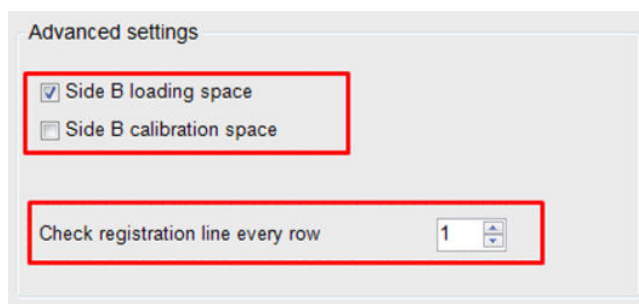 Advanced settings
Side B loading space
Side B calibration space
Check registration line every row 1